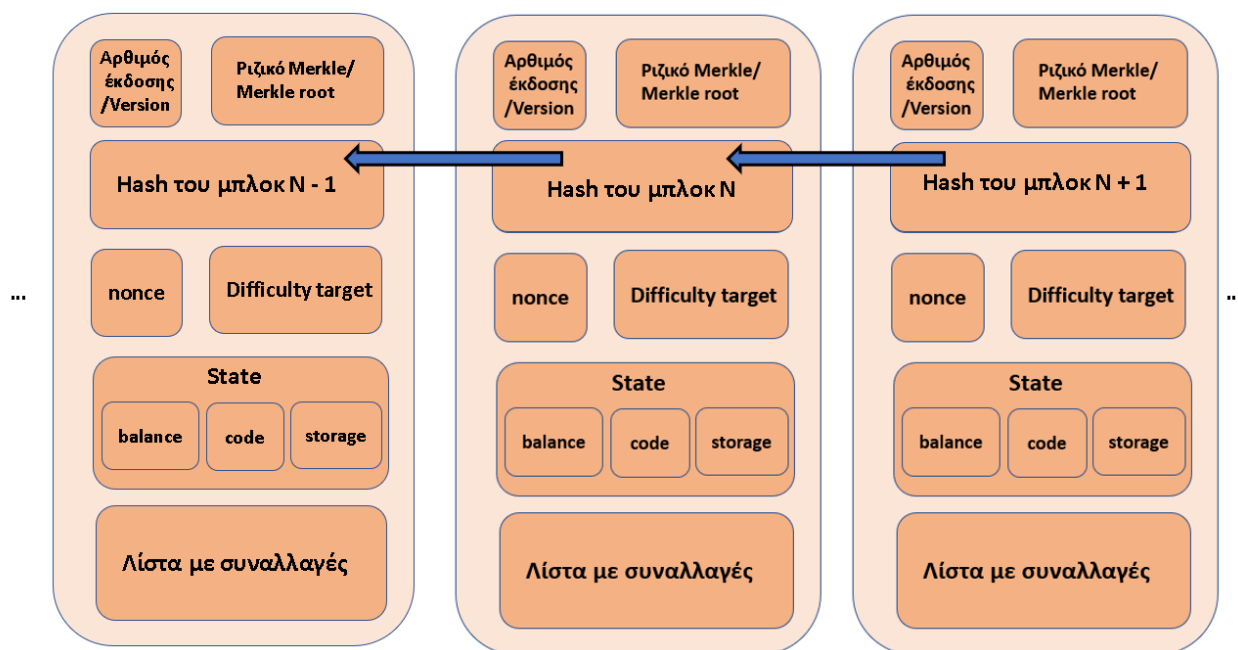 Αρθιμός
έκδοσης
/Version
Ριζικό Merkle/
Merkle root
Hash του μπλοκ N - 1
nonce
Difficulty target
State
balance
code
storage
Λίστα με συναλλαγές
Αρθιμός
έκδοσης
/Version
Ριζικό Merkle/
Merkle root
Hash του μπλοκ N
nonce
Difficulty target
State
balance
code
storage
Λίστα με συναλλαγές
Αρθιμός
έκδοσης
/Version
Ριζικό Merkle/
Merkle root
Hash του μπλοκ N + 1
nonce
Difficulty target
State
balance
code
storage
Λίστα με συναλλαγές
...
..